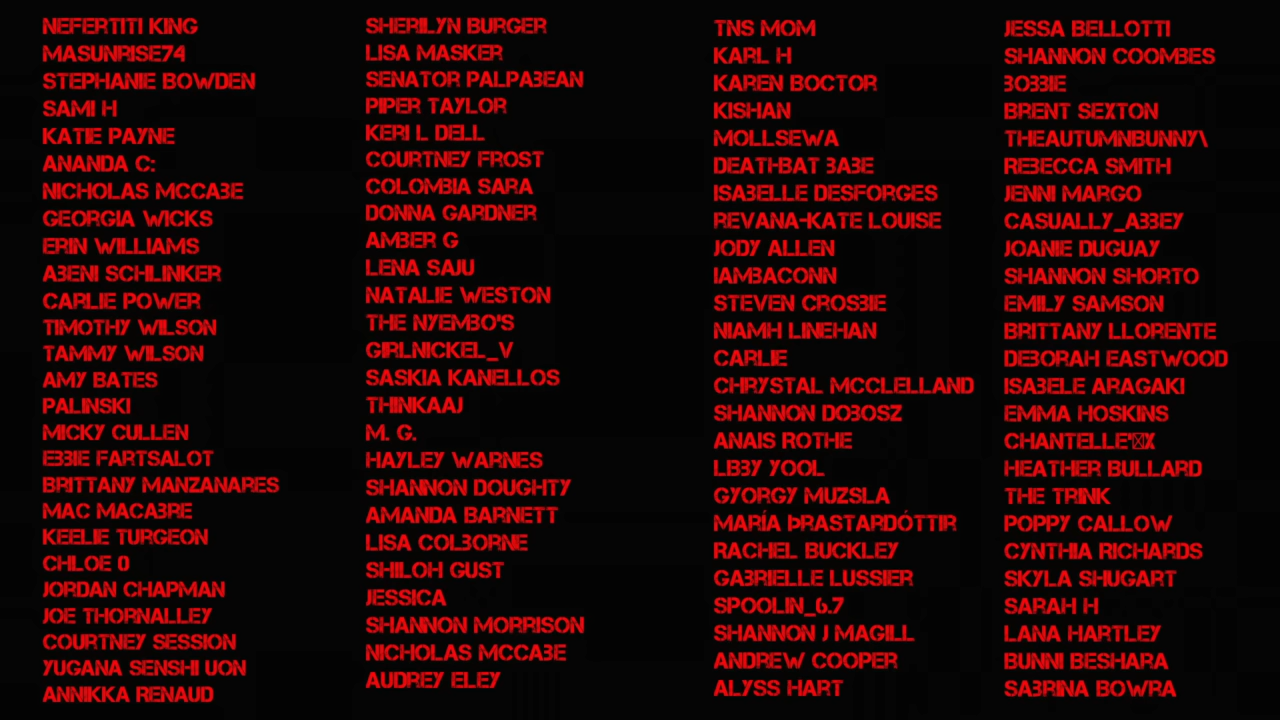 NEFERTITI KING
MASUNRISE74
STEPHANIE BOWDEN
SAMI H
KATIE PAYNE
ANANDA C:
NICHOLAS MCCABE
GEORGIA WICKS
ERIN WILLIAMS
ABENI SCHLINKER
CARLIE POWER
TIMOTHY WILSON
TAMMY WILSON
AMY BATES
PALINSKI
MICKY CULLEN
EBBIE FARTSALOT
BRITTANY MANZANARES
MAC MACABRE
KEELIE TURGEON
CHLOE O
JORDAN CHAPMAN
JOE THORNALLEY
COURTNEY SESSION
YUGANA SENSHI UON
ANNIKKA RENAUD
SHERILYN BURGER
LISA MASKER
SENATOR PALPABEAN
PIPER TAYLOR
KERI L DELL
COURTNEY FROST
COLOMBIA SARA
DONNA GARDNER
AMBER G
LENA SAJU
NATALIE WESTON
THE NYEMBO'S
GIRLNICKEL_V
SASKIA KANELLOS
THINKAAJ
M. G.
HAYLEY WARNES
SHANNON DOUGHTY
AMANDA BARNETT
LISA COLBORNE
SHILOH GUST
JESSICA
SHANNON MORRISON
NICHOLAS MCCABE
AUDREY ELEY
TNS MOM
KARL H
KAREN BOCTOR
KISHAN
MOLLSEWA
DEATHBAT BABE
ISABELLE DESFORGES
REVANA-KATE LOUISE
JODY ALLEN
IAMBACONN
STEVEN CROSBIE
NIAMH LINEHAN
CARLIE
CHRYSTAL MCCLELLAND
SHANNON DOBOSZ
ANAIS ROTHE
LBBY YOOL
GYORGY MUZSLA
MARÍA ÞRASTARDÓTTIR
RACHEL BUCKLEY
GABRIELLE LUSSIER
SPOOLIN_6.7
SHANNON J MAGILL
ANDREW COOPER
ALYSS HART
JESSA BELLOTTI
SHANNON COOMBES
BOBBIE
BRENT SEXTON
THEAUTUMNBUNNY\
REBECCA SMITH
JENNI MARGO
CASUALLY_ABBEY
JOANIE DUGUAY
SHANNON SHORTO
EMILY SAMSON
BRITTANY LLORENTE
DEBORAH EASTWOOD
ISABELE ARAGAKI
EMMA HOSKINS
CHANTELLE'X
HEATHER BULLARD
THE TRINK
POPPY CALLOW
CYNTHIA RICHARDS
SKYLA SHUGART
SARAH H
LANA HARTLEY
BUNNI BESHARA
SABRINA BOWRA